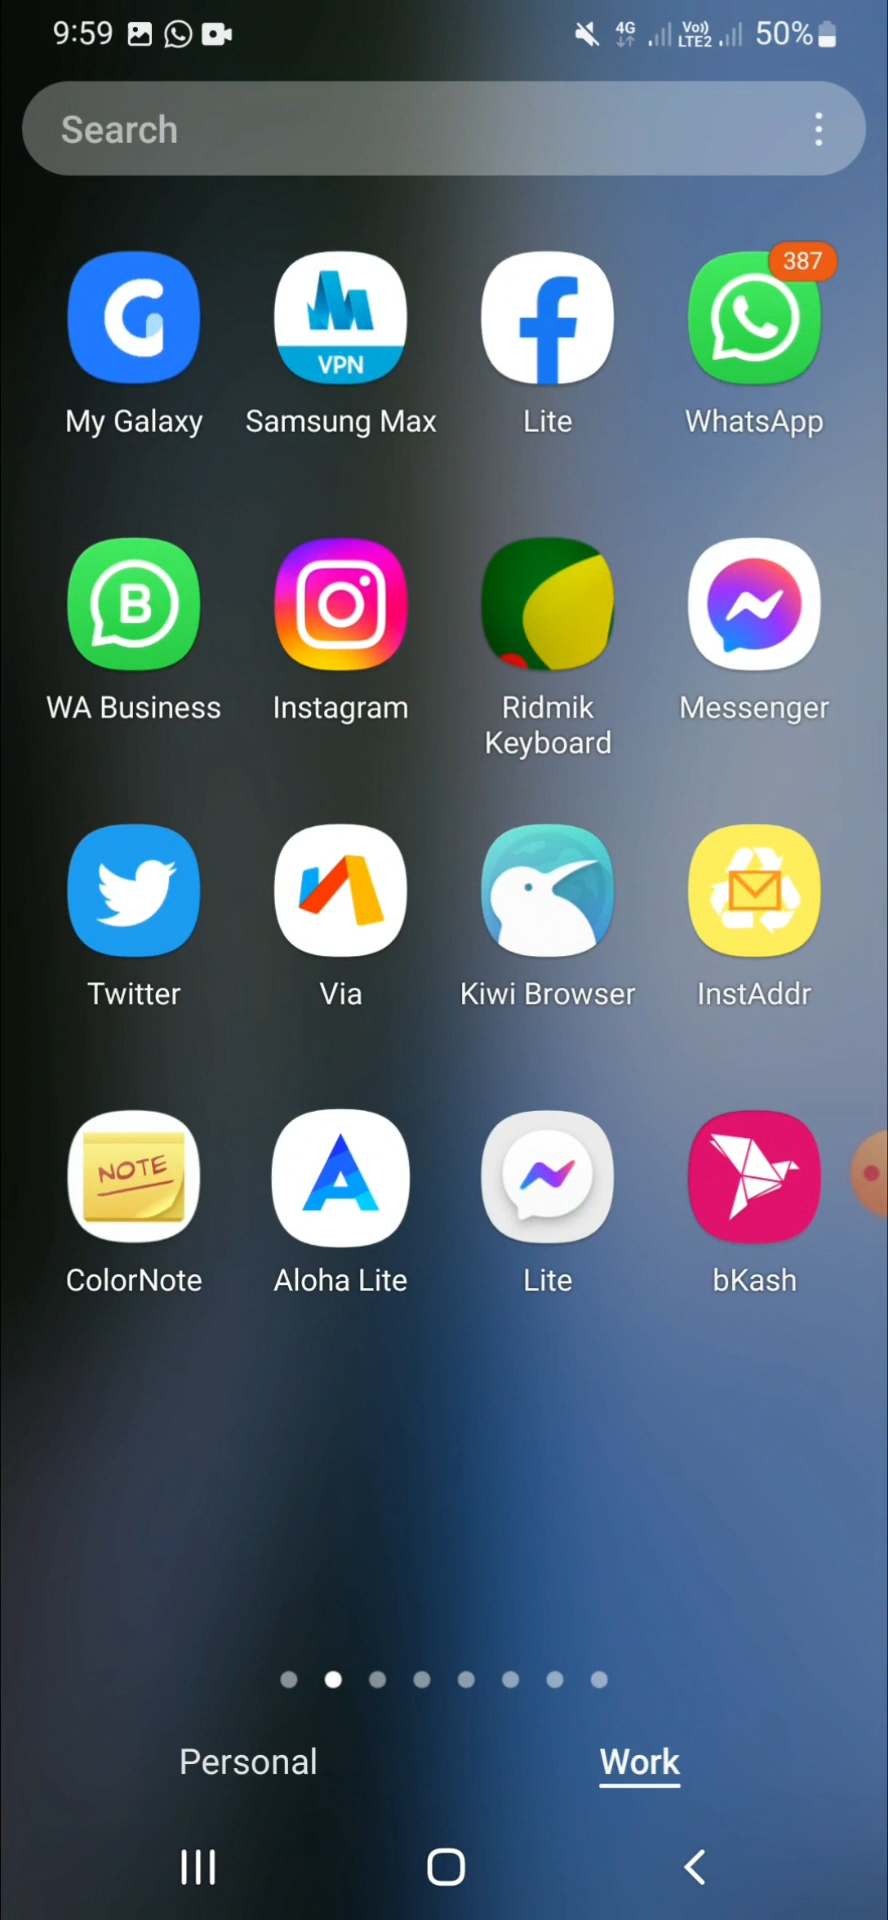 9:59 4G Vo)) LTE2 50%
Search
387
VPN
My Galaxy Samsung Max Lite WhatsApp
B
WA Business Instagram Ridmik Keyboard Messenger
Twitter Via Kiwi Browser InstAddr
NOTE
ColorNote Aloha Lite Lite bKash
Personal Work